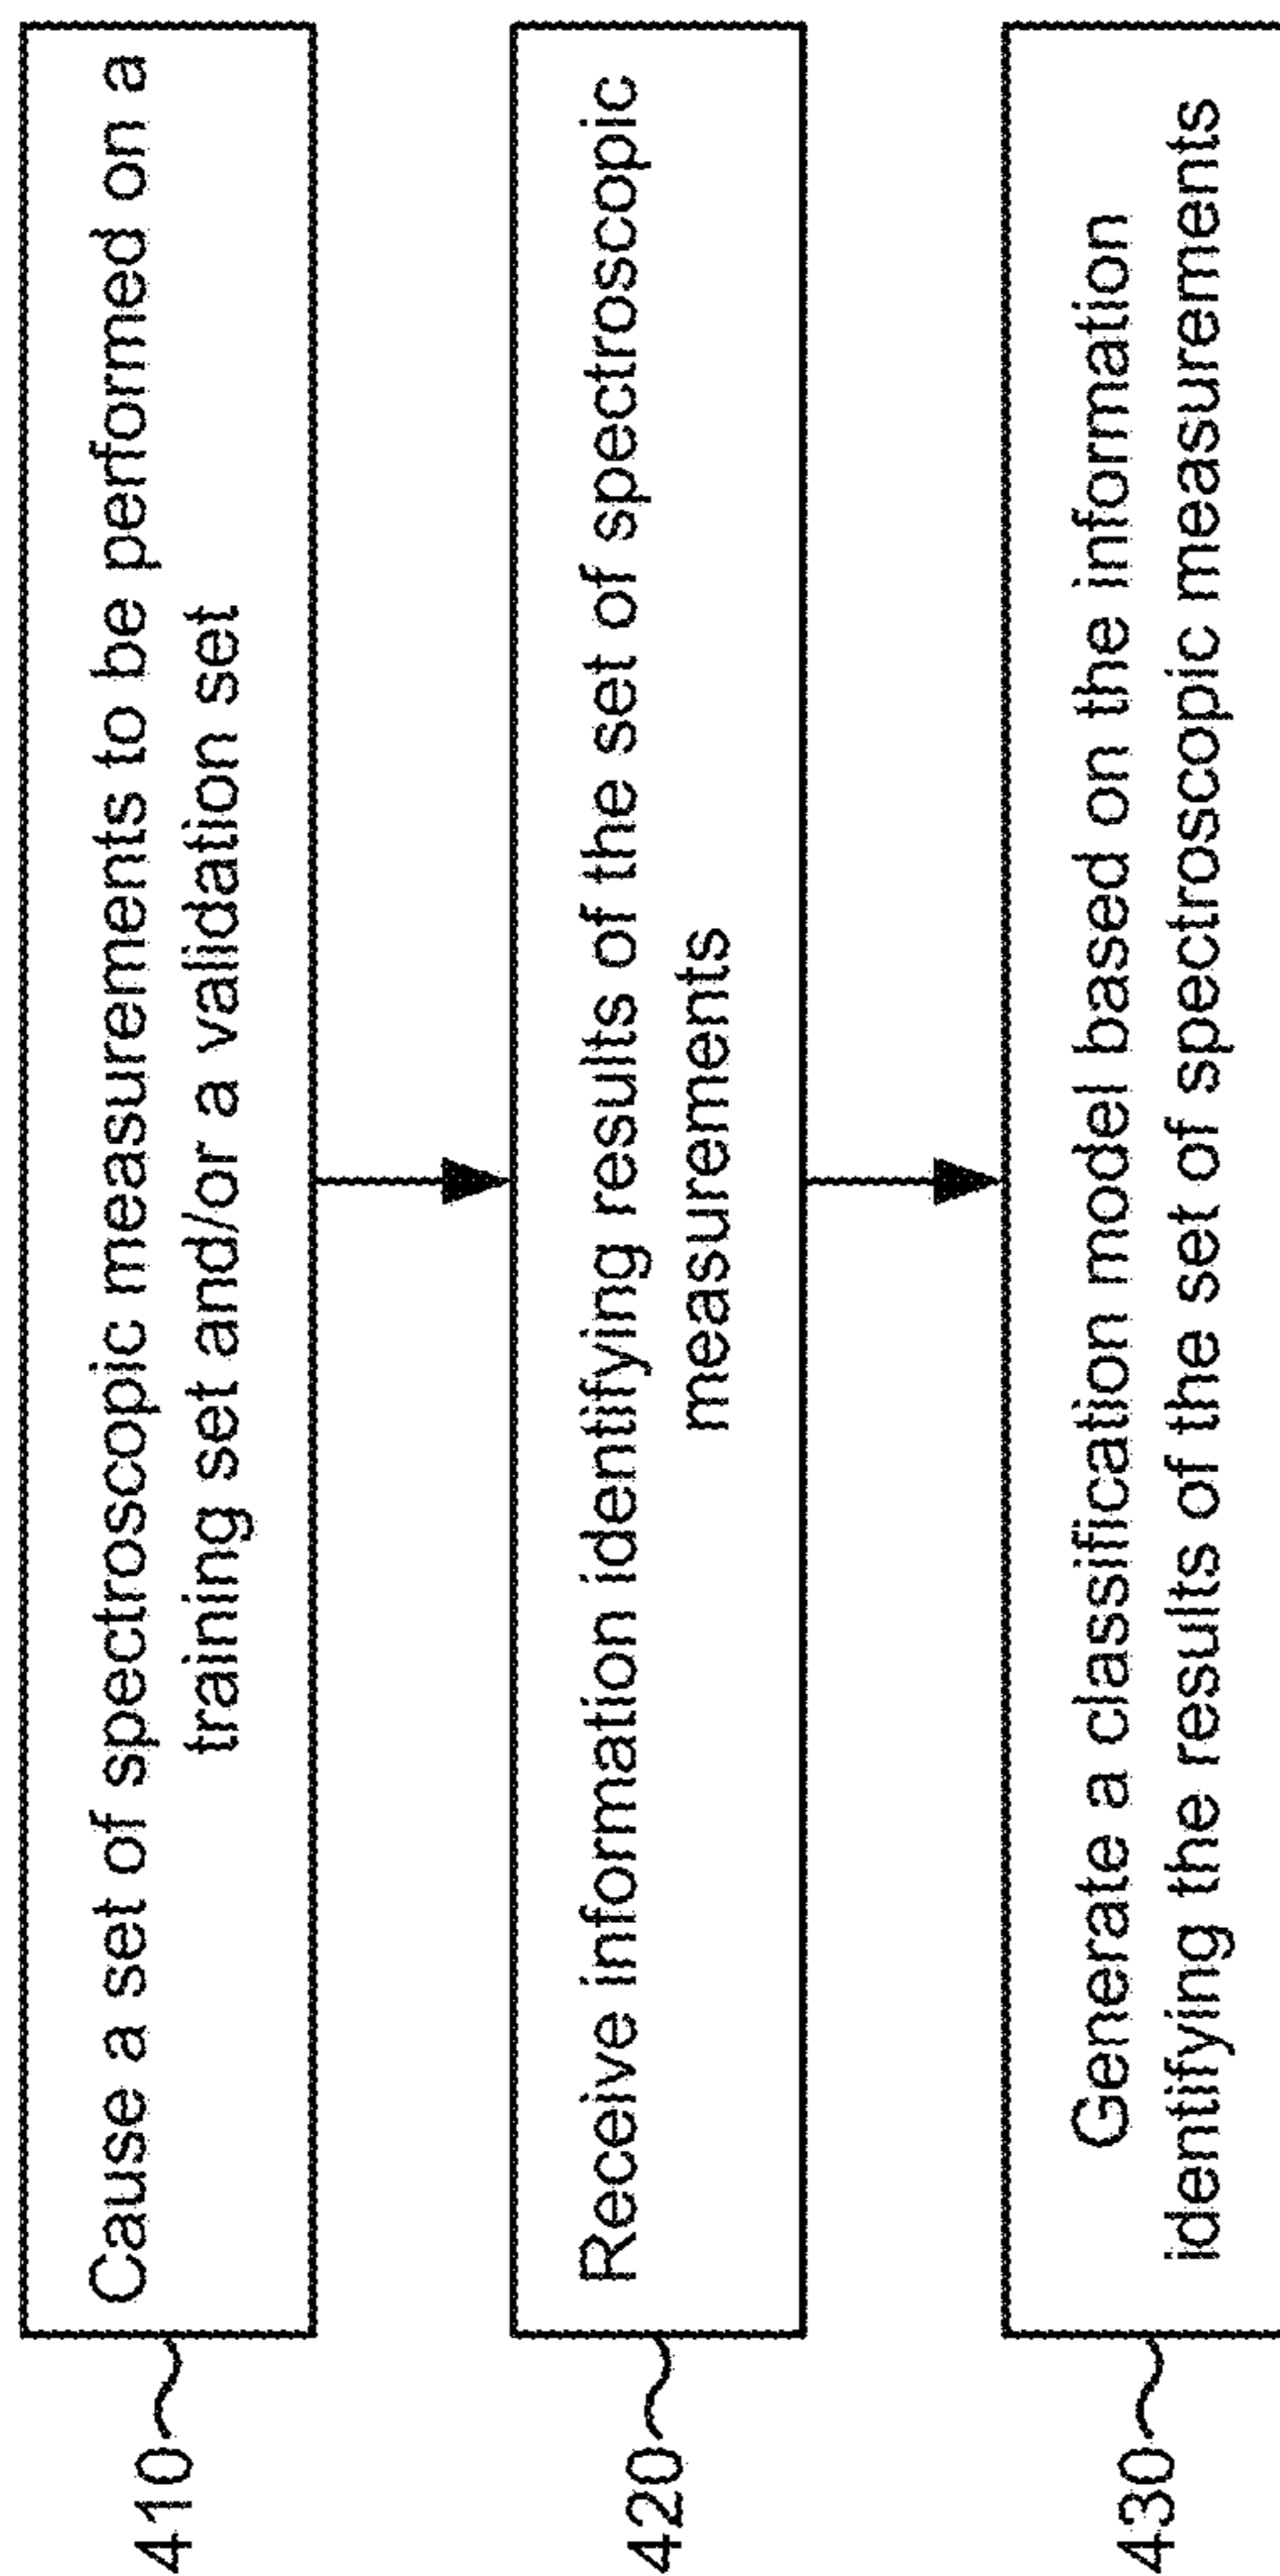 410
Cause a set of spectroscopic measurements to be performed on a
training set and/or a validation set
420
Receive information identifying results of the set of spectroscopic
measurements
430
Generate a classification model based on the information
identifying the results of the set of spectroscopic measurements